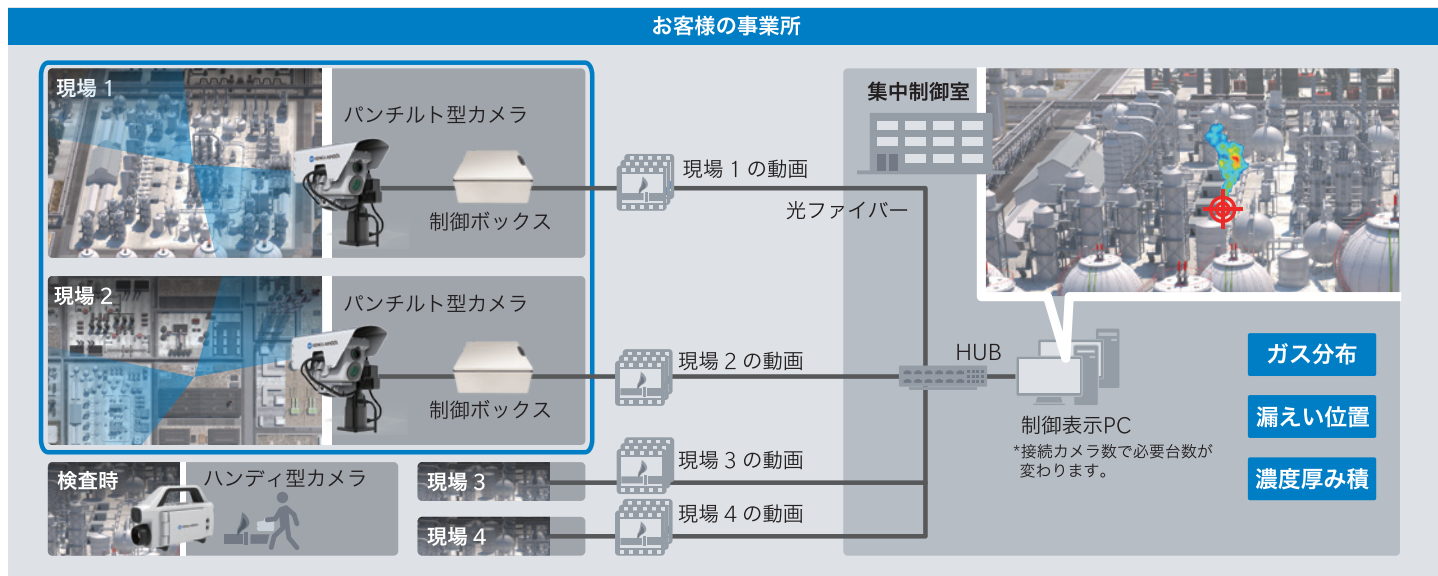 お客様の事業所
現場 1
パンチルト型カメラ
制御ボックス
現場 1 の動画
光ファイバー
集中制御室
現場 2
パンチルト型カメラ
制御ボックス
現場 2 の動画
HUB
制御表示PC
*接続カメラ数で必要台数が
変わります。
ガス分布
漏えい位置
濃度厚み積
検査時
ハンディ型カメラ
現場 3
現場 3 の動画
現場 4
現場 4 の動画